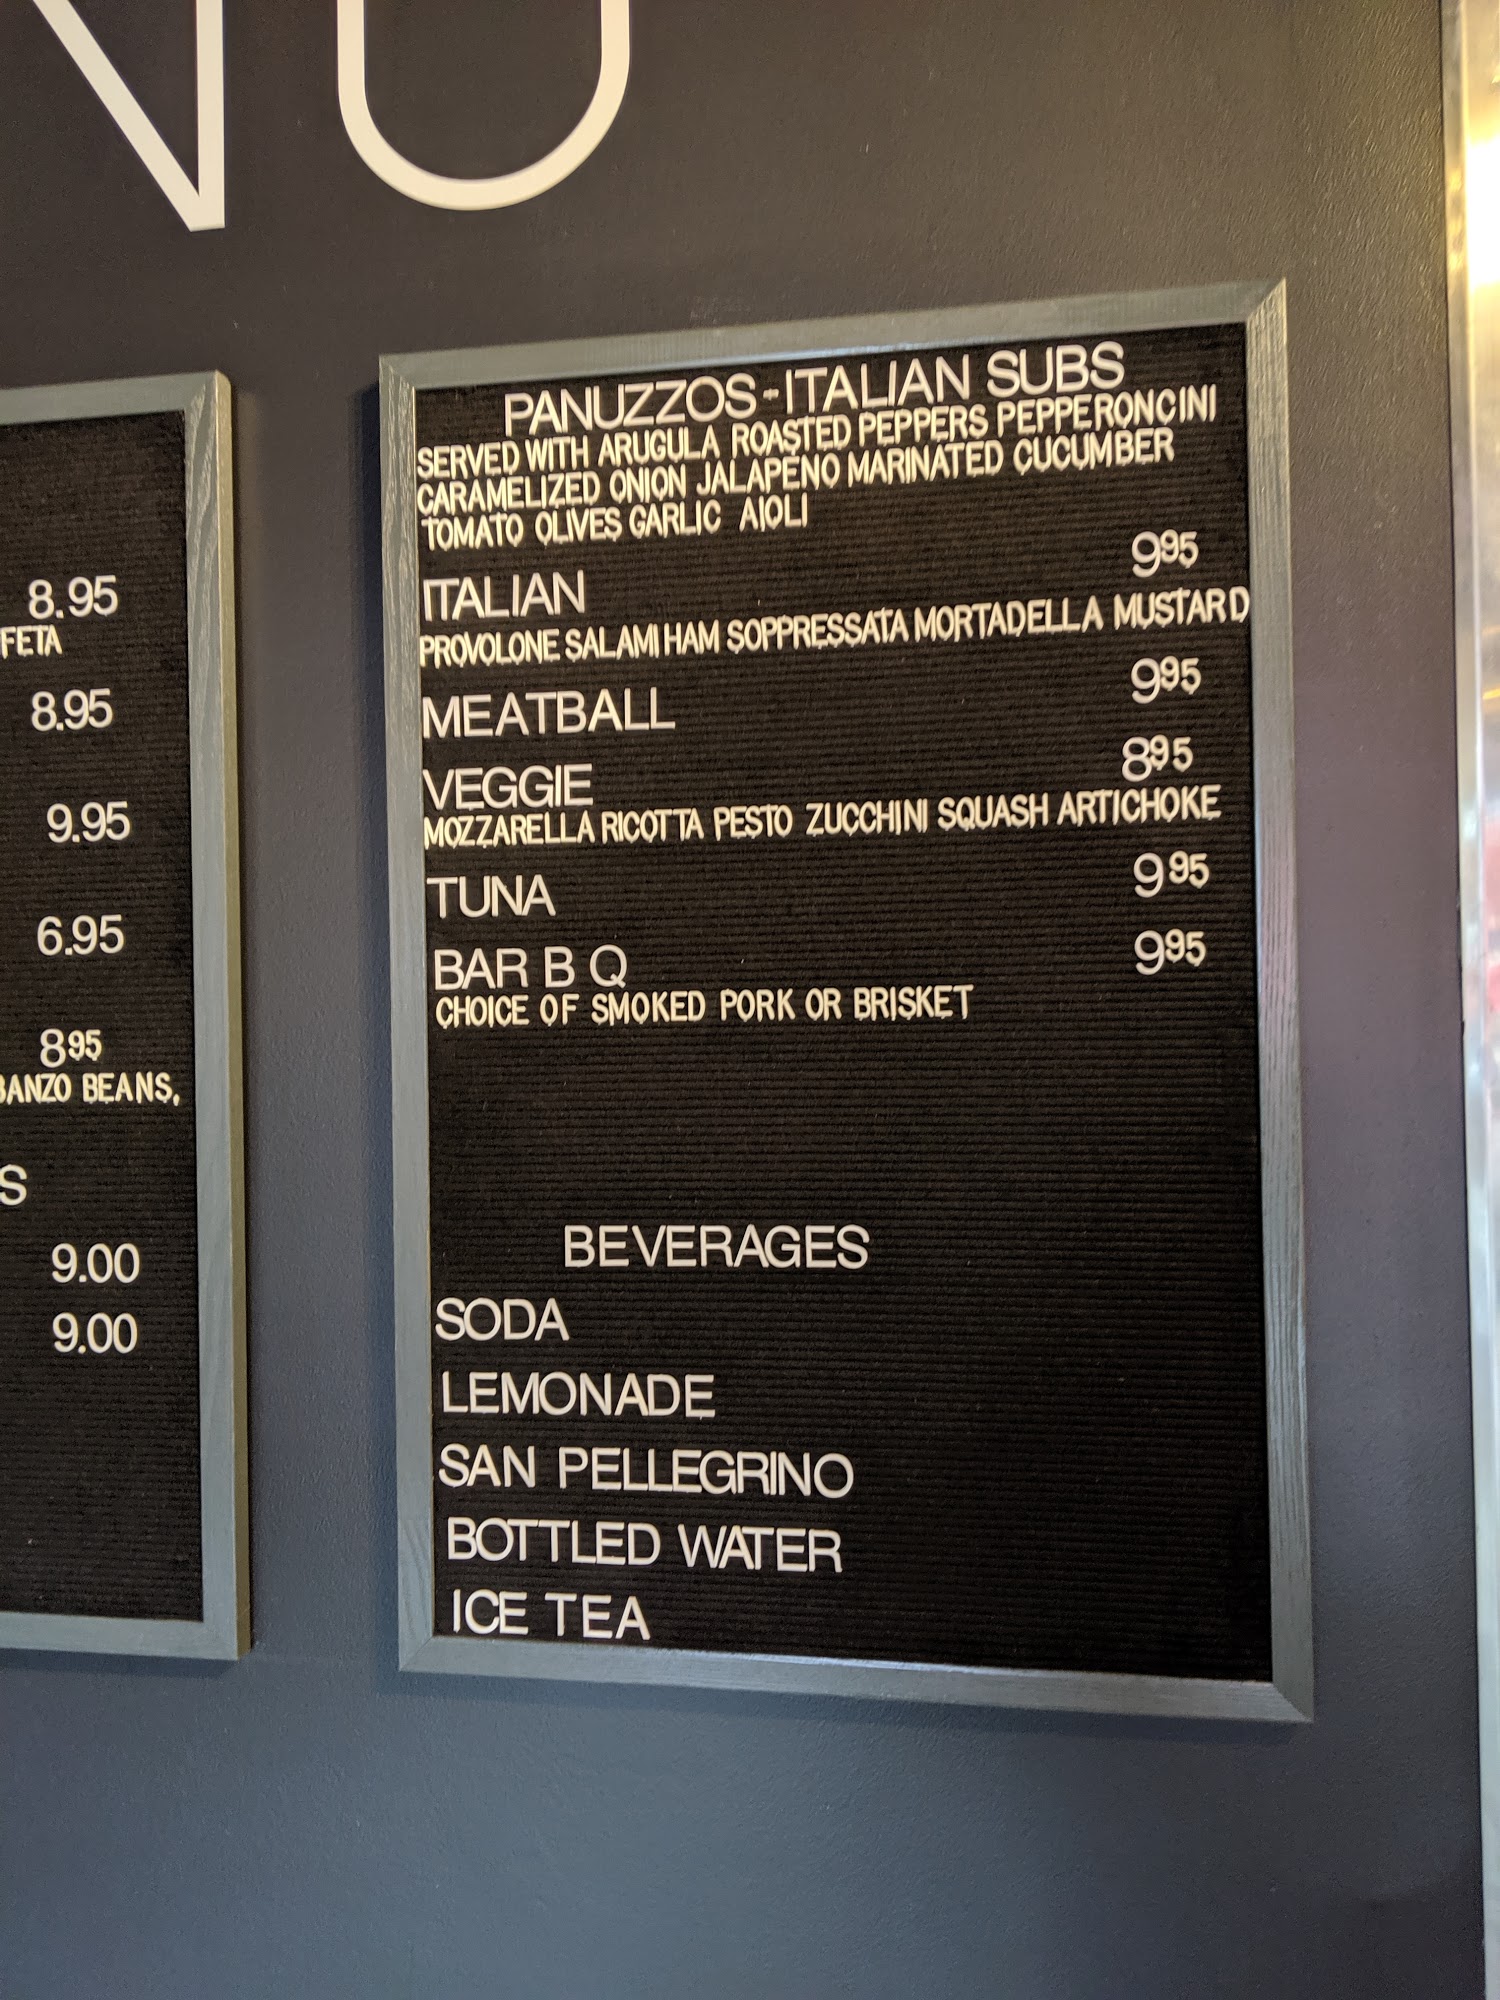 NU
8.95
FETA
8.95
9.95
6.95
8.95
BANZO BEANS,
S
9.00
9.00
PANUZZOS-ITALIAN SUBS
SERVED WITH ARUGULA ROASTED PEPPERS PEPPERONCINI
CARAMELIZED ONION JALAPENO MARINATED CUCUMBER
TOMATO OLIVES GARLIC AIOLI
ITALIAN 995
PROVOLONE SALAMI HAM SOPPRESSATA MORTADELLA MUSTARD
MEATBALL 995
VEGGIE 895
MOZZARELLA RICOTTA PESTO ZUCCHINI SQUASH ARTICHOKE
TUNA 995
BAR B Q 995
CHOICE OF SMOKED PORK OR BRISKET
BEVERAGES
SODA
LEMONADE
SAN PELLEGRINO
BOTTLED WATER
ICE TEA